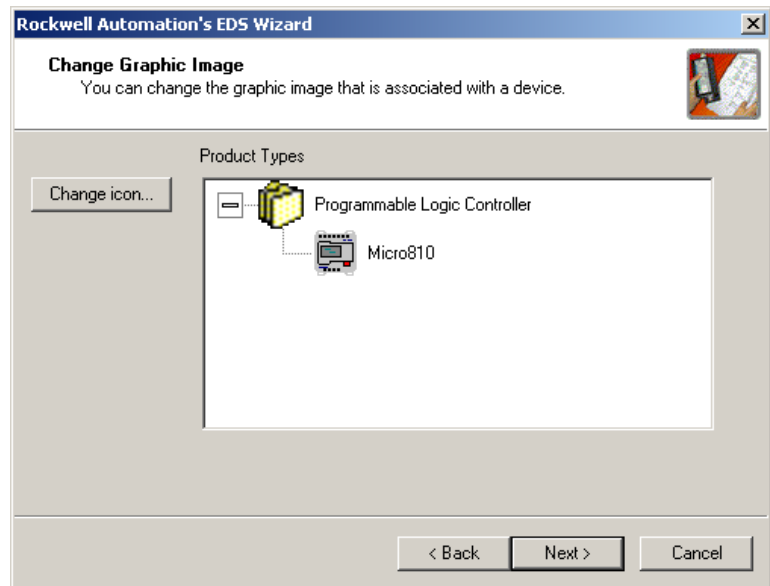 Rockwell Automation's EDS Wizard
Change Graphic Image
You can change the graphic image that is associated with a device.
Product Types
Change icon...
Programmable Logic Controller
Micro810
< Back
Next >
Cancel